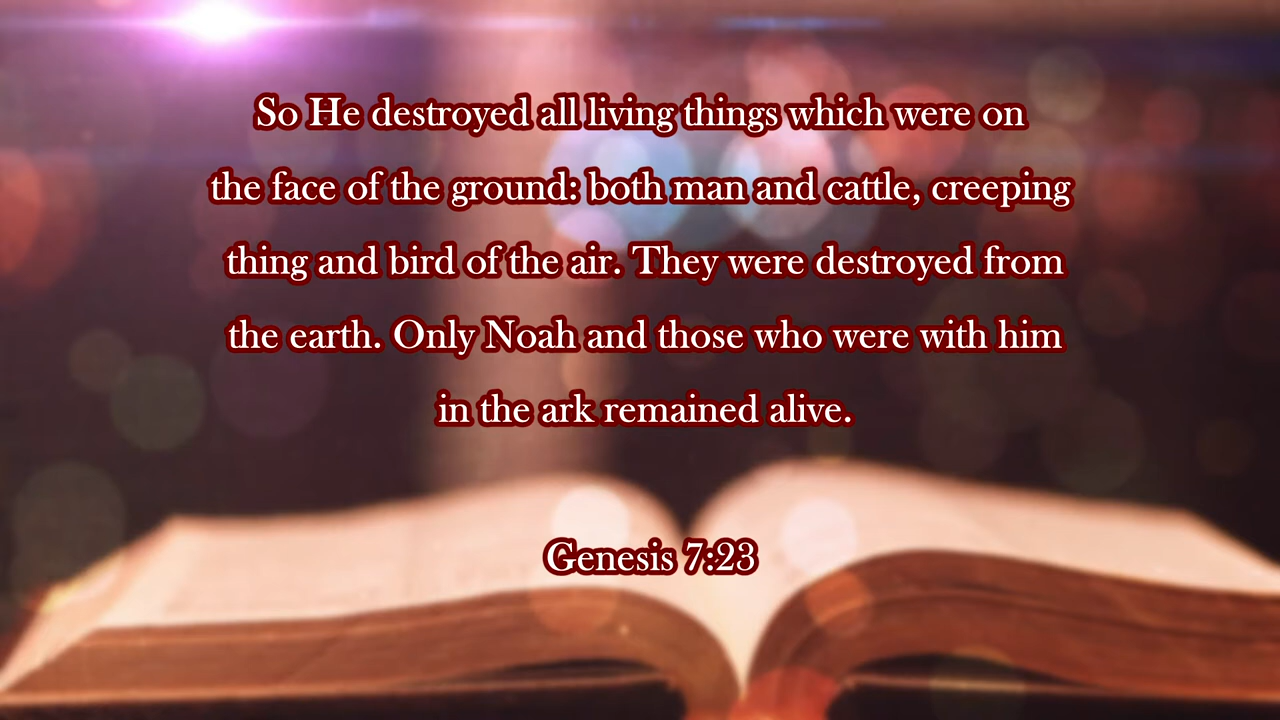 So He destroyed all living things which were on
the face of the ground: both man and cattle, creeping
thing and bird of the air. They were destroyed from
the earth. Only Noah and those who were with him
in the ark remained alive.
Genesis 7:23